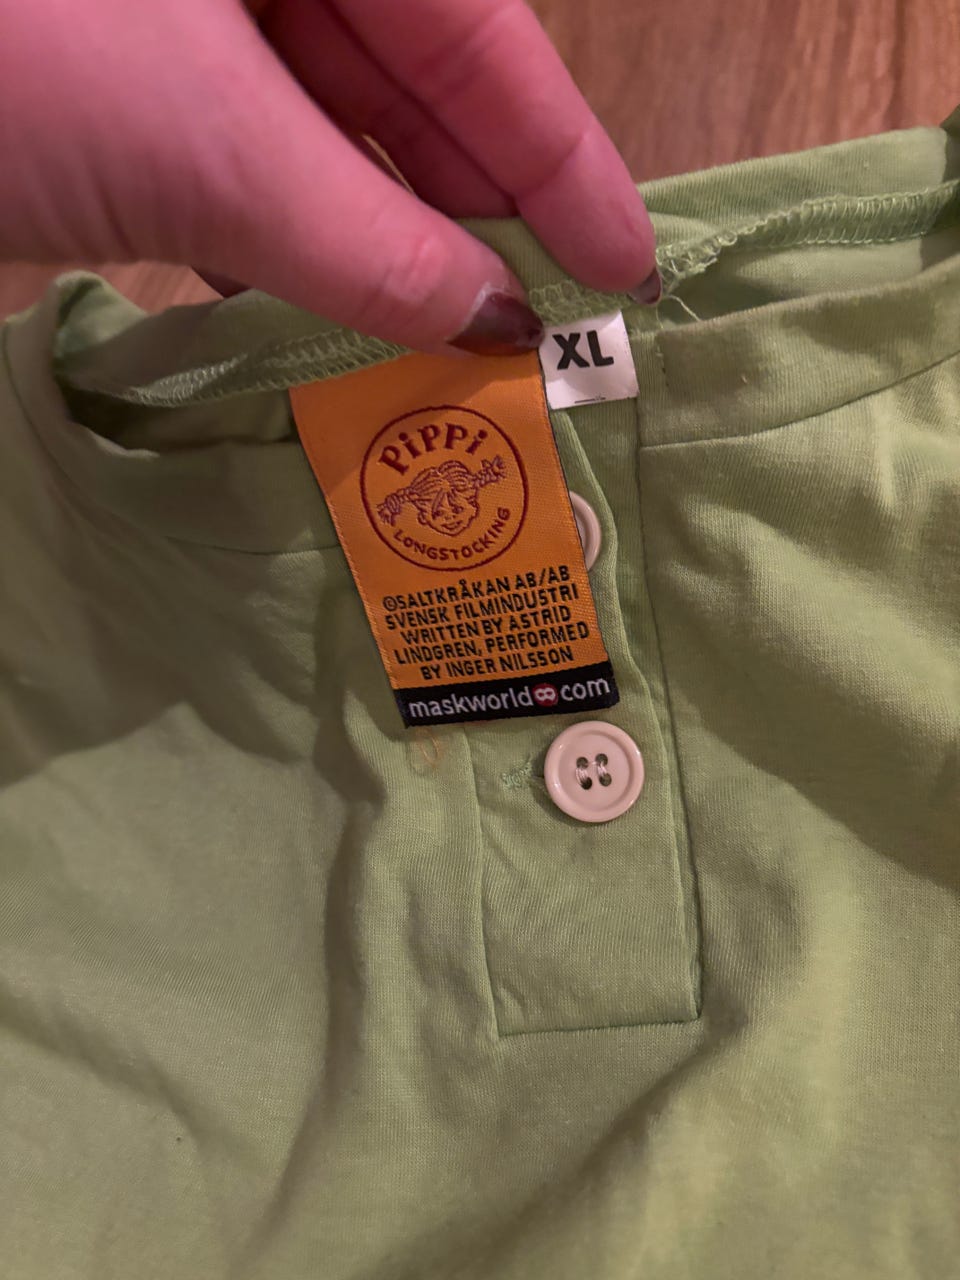 XL
PiPPi
LONGSTOCKING
©SALTKRÅKAN AB/AB
SVENSK FILMINDUSTRI
WRITTEN BY ASTRID
LINDGREN, PERFORMED
BY INGER NILSSON
maskworld com